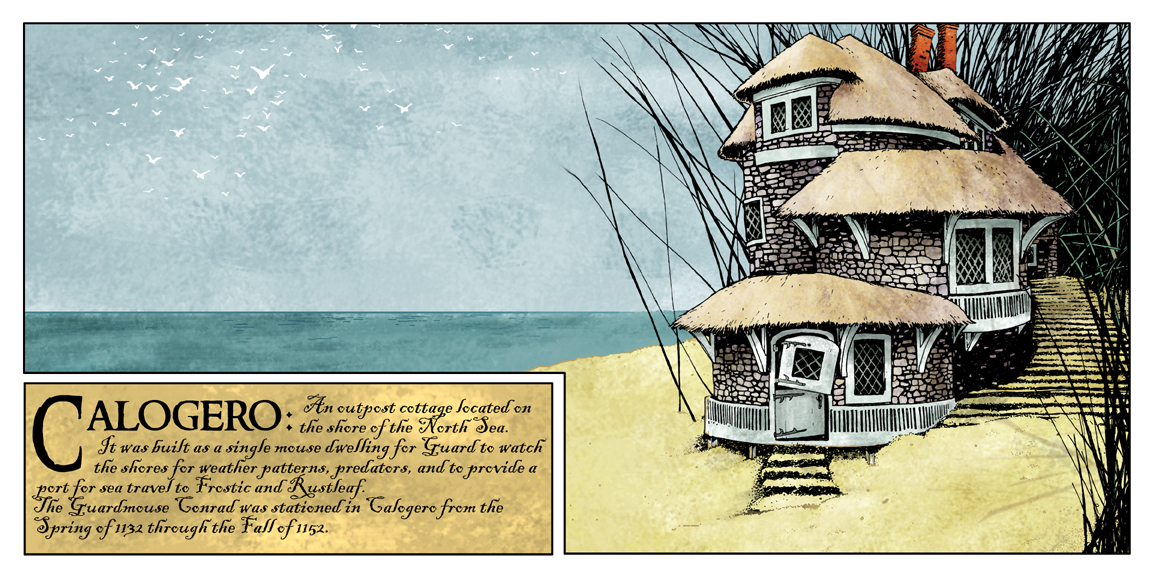 CALOGERO: An outpost cottage located on
the shore of the North Sea.
It was built as a single mouse dwelling for Guard to watch
the shores for weather patterns, predators, and to provide a
port for sea travel to Frostic and Rustleaf.
The Guardmouse Conrad was stationed in Calogero from the
Spring of 1132 through the Fall of 1152.